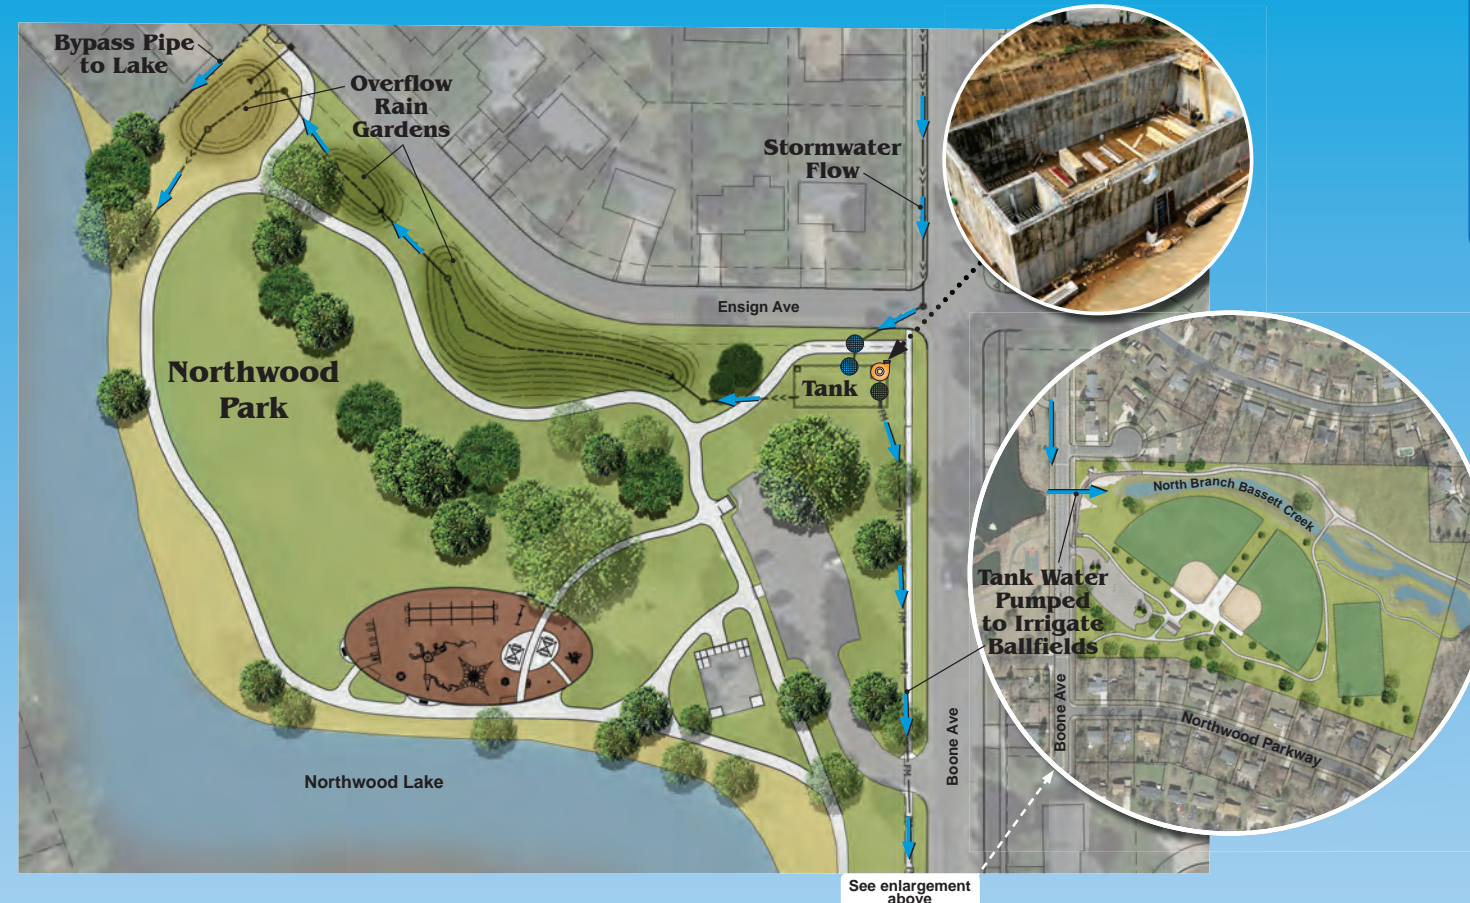 Bypass Pipe
to Lake
Overflow
Rain
Gardens
Stormwater
Flow
Ensign Ave
Northwood
Park
Tank
North Branch Bassett Creek
Tank Water
Pumped
to Irrigate
Ballfields
Boone Ave
Northwood Parkway
Boone Ave
Northwood Lake
See enlargement
above